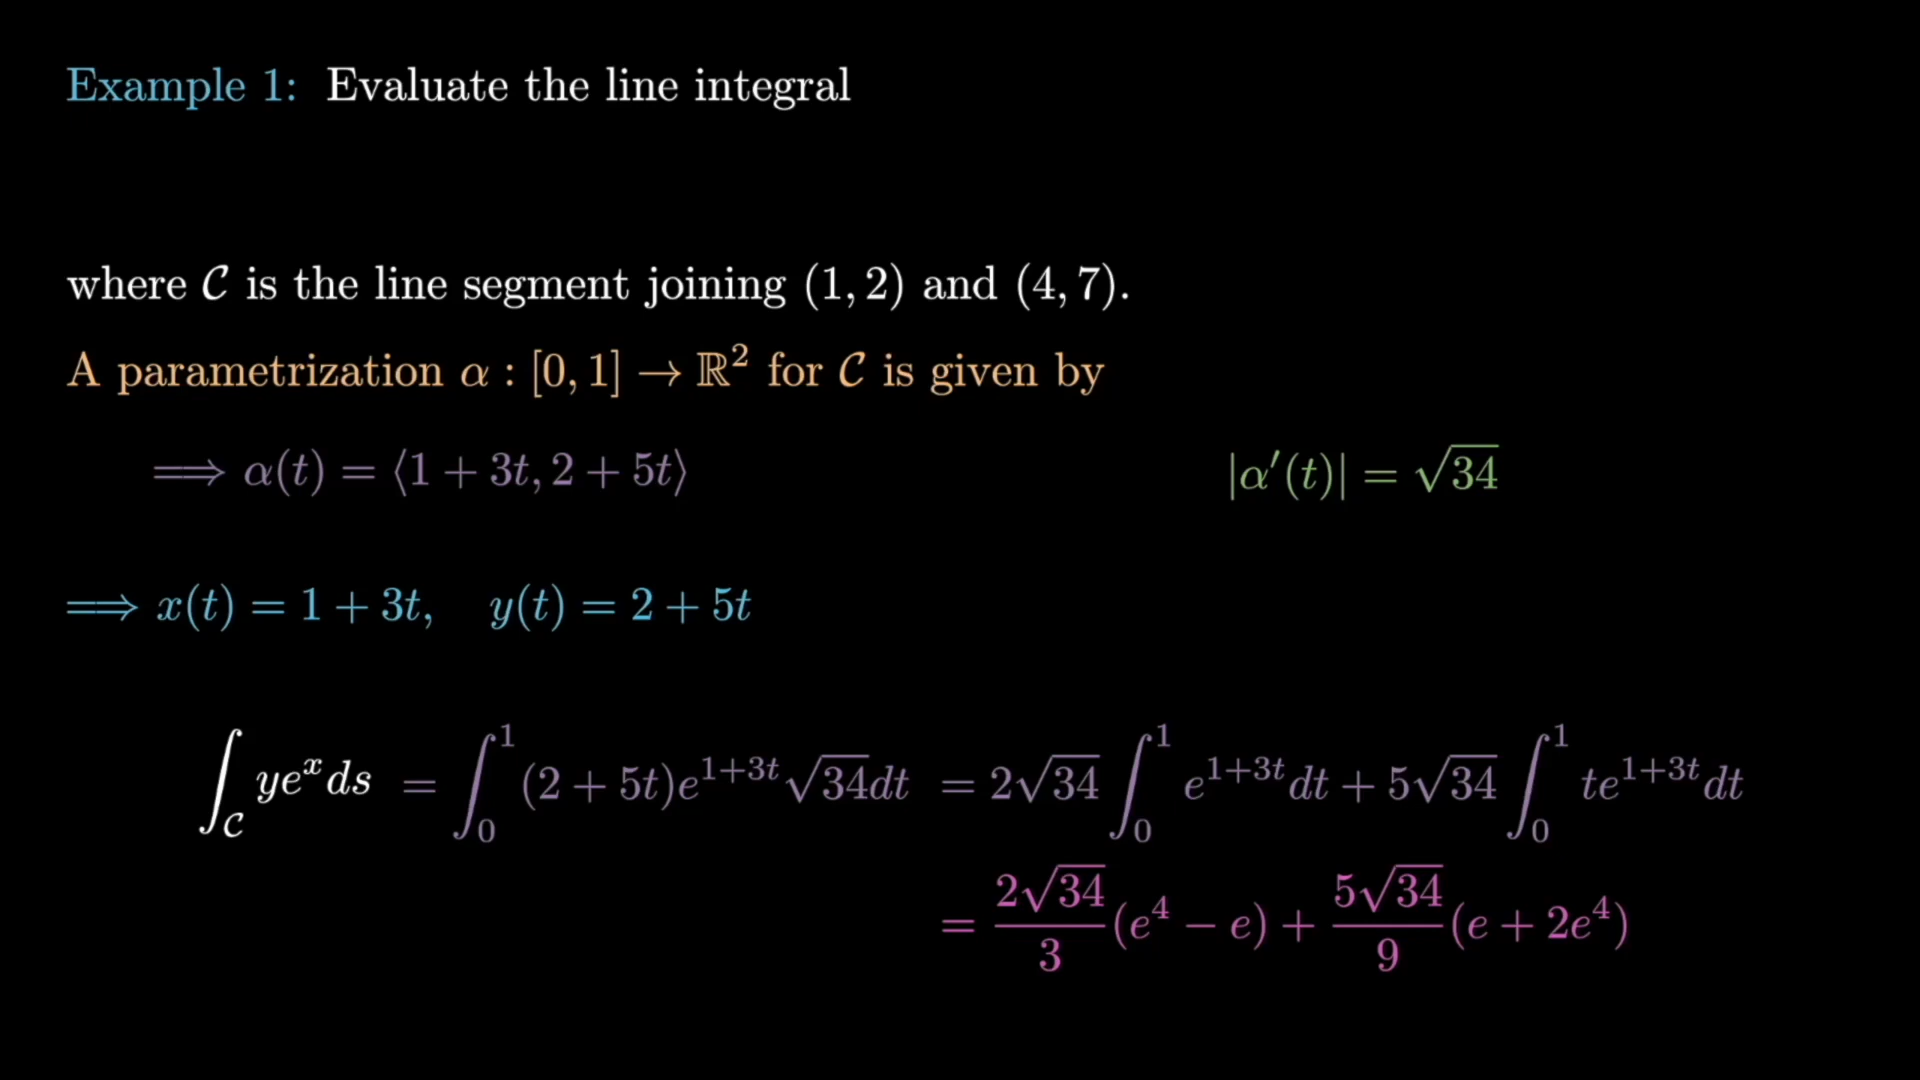 Example 1: Evaluate the line integral
where 𝒞 is the line segment joining (1, 2) and (4, 7).
A parametrization α : [0, 1] → ℝ² for 𝒞 is given by
⟹ α(t) = ⟨1 + 3t, 2 + 5t⟩ |α′(t)| = √34
⟹ x(t) = 1 + 3t, y(t) = 2 + 5t
∫_𝒞 ye^x ds = ∫_0^1 (2 + 5t)e^{1+3t} √34 dt = 2√34 ∫_0^1 e^{1+3t} dt + 5√34 ∫_0^1 te^{1+3t} dt
= \frac{2√34}{3}(e^4 − e) + \frac{5√34}{9}(e + 2e^4)